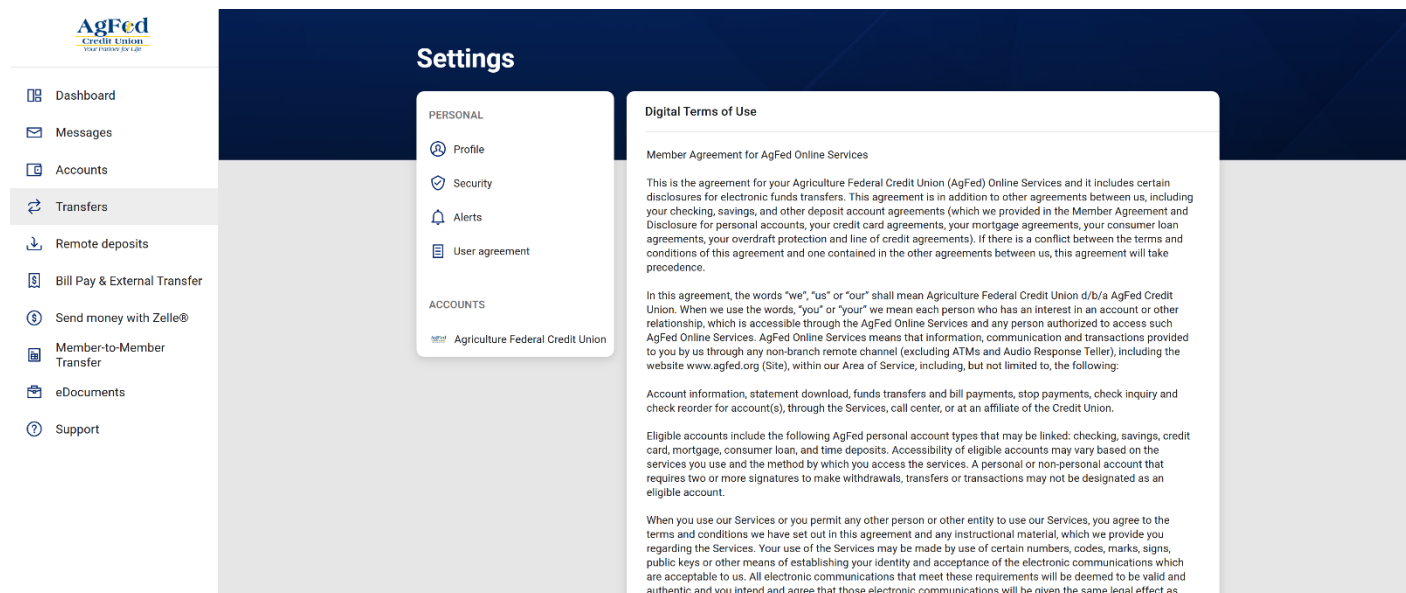 AgFed
Credit Union
Your Partner for Life
Dashboard
Messages
Accounts
Transfers
Remote deposits
Bill Pay & External Transfer
Send money with Zelle®
Member-to-Member
Transfer
eDocuments
Support
Settings
PERSONAL
Profile
Security
Alerts
User agreement
ACCOUNTS
Agriculture Federal Credit Union
Digital Terms of Use
Member Agreement for AgFed Online Services
This is the agreement for your Agriculture Federal Credit Union (AgFed) Online Services and it includes certain
disclosures for electronic funds transfers. This agreement is in addition to other agreements between us, including
your checking, savings, and other deposit account agreements (which we provided in the Member Agreement and
Disclosure for personal accounts, your credit card agreements, your mortgage agreements, your consumer loan
agreements, your overdraft protection and line of credit agreements). If there is a conflict between the terms and
conditions of this agreement and one contained in the other agreements between us, this agreement will take
precedence.
In this agreement, the words “we”, “us” or “our” shall mean Agriculture Federal Credit Union d/b/a AgFed Credit
Union. When we use the words, “you” or “your” we mean each person who has an interest in an account or other
relationship, which is accessible through the AgFed Online Services and any person authorized to access such
AgFed Online Services. AgFed Online Services means that information, communication and transactions provided
to you by us through any non-branch remote channel (excluding ATMs and Audio Response Teller), including the
website www.agfed.org (Site), within our Area of Service, including, but not limited to, the following:
Account information, statement download, funds transfers and bill payments, stop payments, check inquiry and
check reorder for account(s), through the Services, call center, or at an affiliate of the Credit Union.
Eligible accounts include the following AgFed personal account types that may be linked: checking, savings, credit
card, mortgage, consumer loan, and time deposits. Accessibility of eligible accounts may vary based on the
services you use and the method by which you access the services. A personal or non-personal account that
requires two or more signatures to make withdrawals, transfers or transactions may not be designated as an
eligible account.
When you use our Services or you permit any other person or other entity to use our Services, you agree to the
terms and conditions we have set out in this agreement and any instructional material, which we provide you
regarding the Services. Your use of the Services may be made by use of certain numbers, codes, marks, signs,
public keys or other means of establishing your identity and acceptance of the electronic communications which
are acceptable to us. All electronic communications that meet these requirements will be deemed to be valid and
authentic and you intend and agree that those electronic communications will be given the same legal effect as